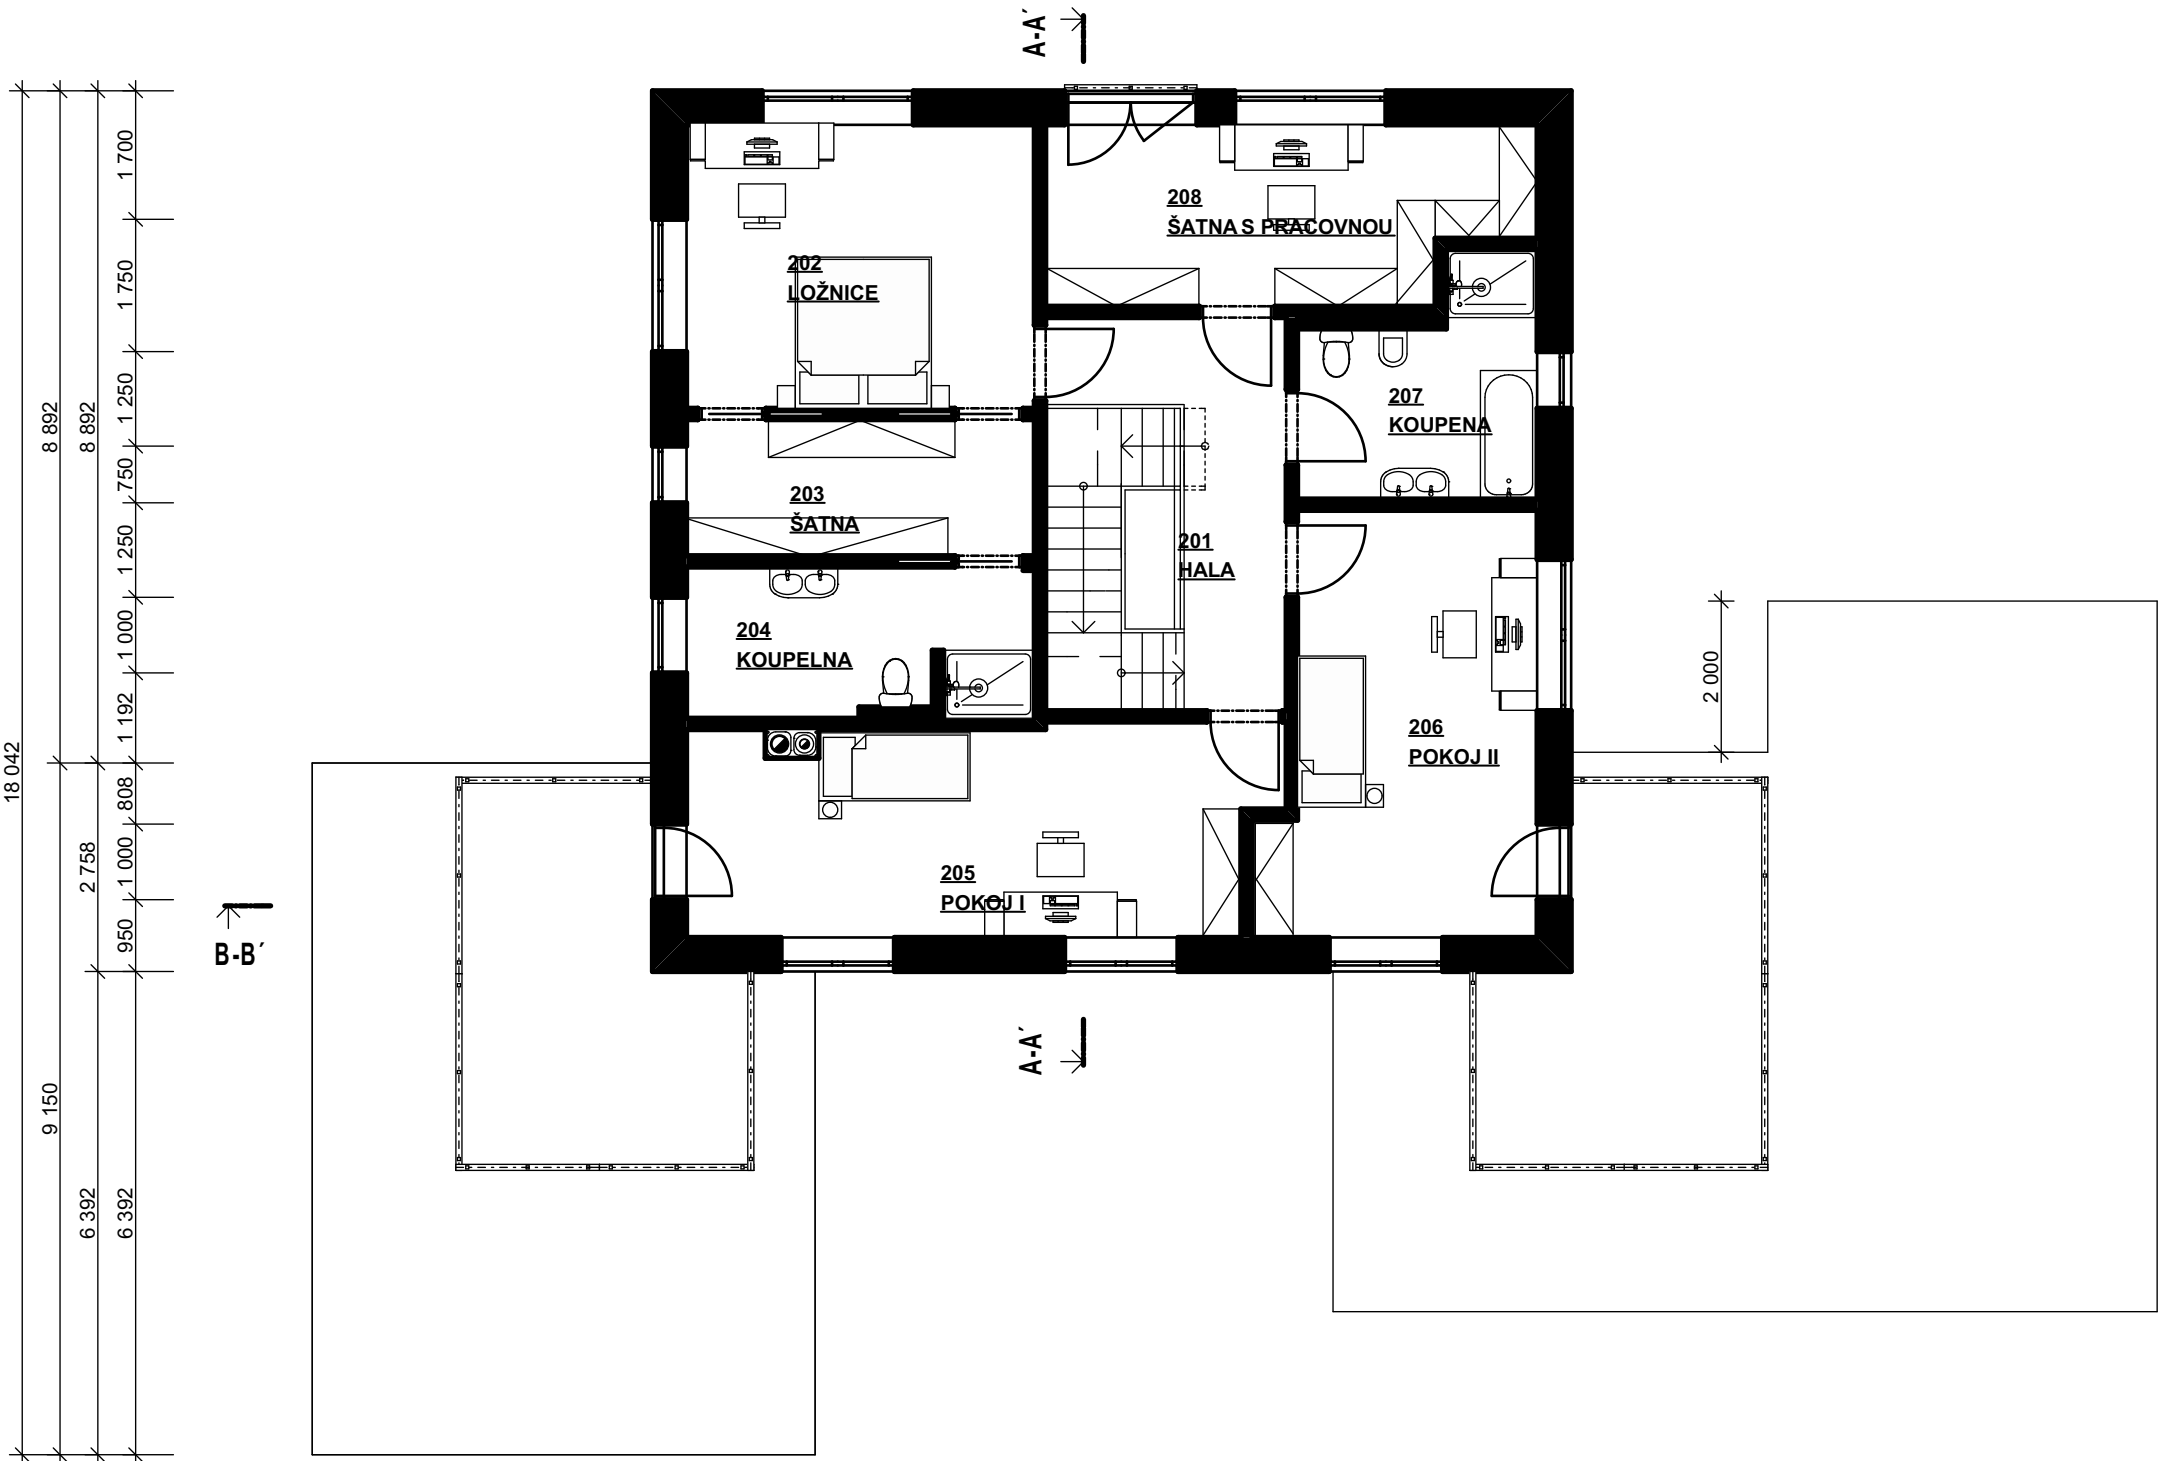 A-A´
208
ŠATNA S PRACOVNOU
202
LOŽNICE
207
KOUPENA
203
ŠATNA
201
HALA
204
KOUPELNA
206
POKOJ II
205
POKOJ I
B-B´
A-A´
18 042
8 892
9 150
8 892
2 758
6 392
1 700
1 750
1 250
750
1 250
1 000
1 192
808
1 000
950
6 392
2 000